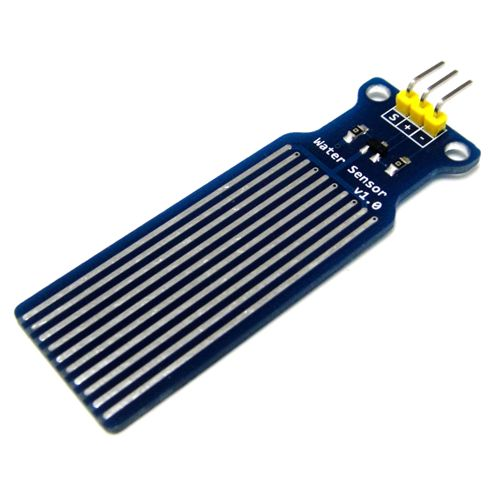 S + -
Water Sensor
v1.0